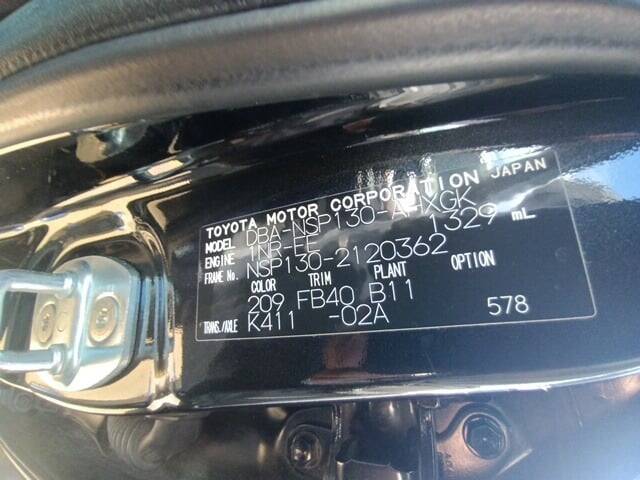 TOYOTA MOTOR CORPORATION JAPAN
MODEL DBA-NSP130-AHXGK
ENGINE 1NR-FE 1329 mL
FRAME No. NSP130-2120362
COLOR TRIM PLANT OPTION
209 FB40 B11
TRANS./AXLE K411 -02A 578